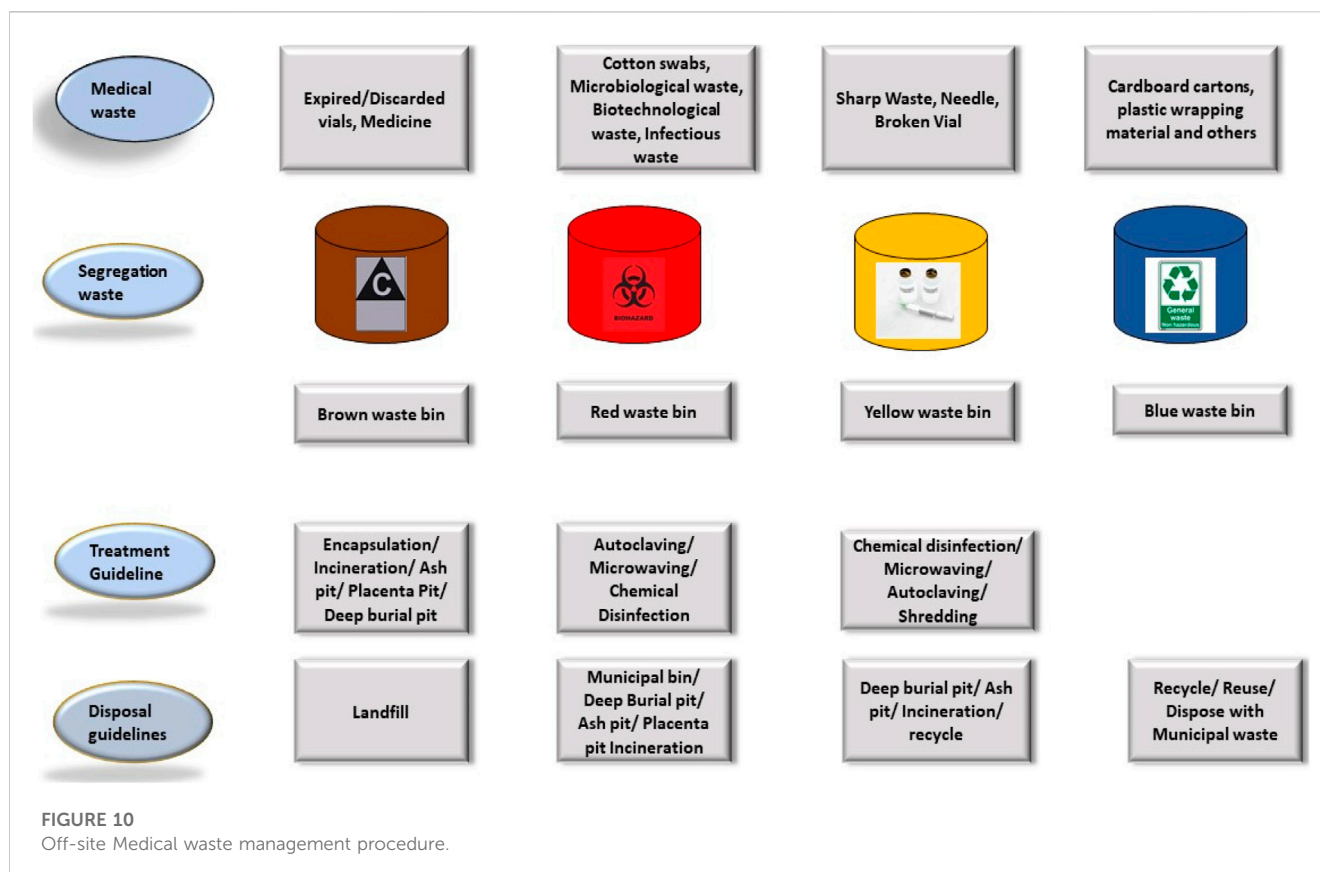 Medical
waste
Expired/Discarded
vials, Medicine
Cotton swabs,
Microbiological waste,
Biotechnological
waste, Infectious
waste
Sharp Waste, Needle,
Broken Vial
Cardboard cartons,
plastic wrapping
material and others
Segregation
waste
C
BIOHAZARD
General
waste
Non hazardous
Brown waste bin
Red waste bin
Yellow waste bin
Blue waste bin
Treatment
Guideline
Encapsulation/
Incineration/ Ash
pit/ Placenta Pit/
Deep burial pit
Autoclaving/
Microwaving/
Chemical
Disinfection
Chemical disinfection/
Microwaving/
Autoclaving/
Shredding
Disposal
guidelines
Landfill
Municipal bin/
Deep Burial pit/
Ash pit/ Placenta
pit Incineration
Deep burial pit/ Ash
pit/ Incineration/
recycle
Recycle/ Reuse/
Dispose with
Municipal waste
FIGURE 10
Off-site Medical waste management procedure.